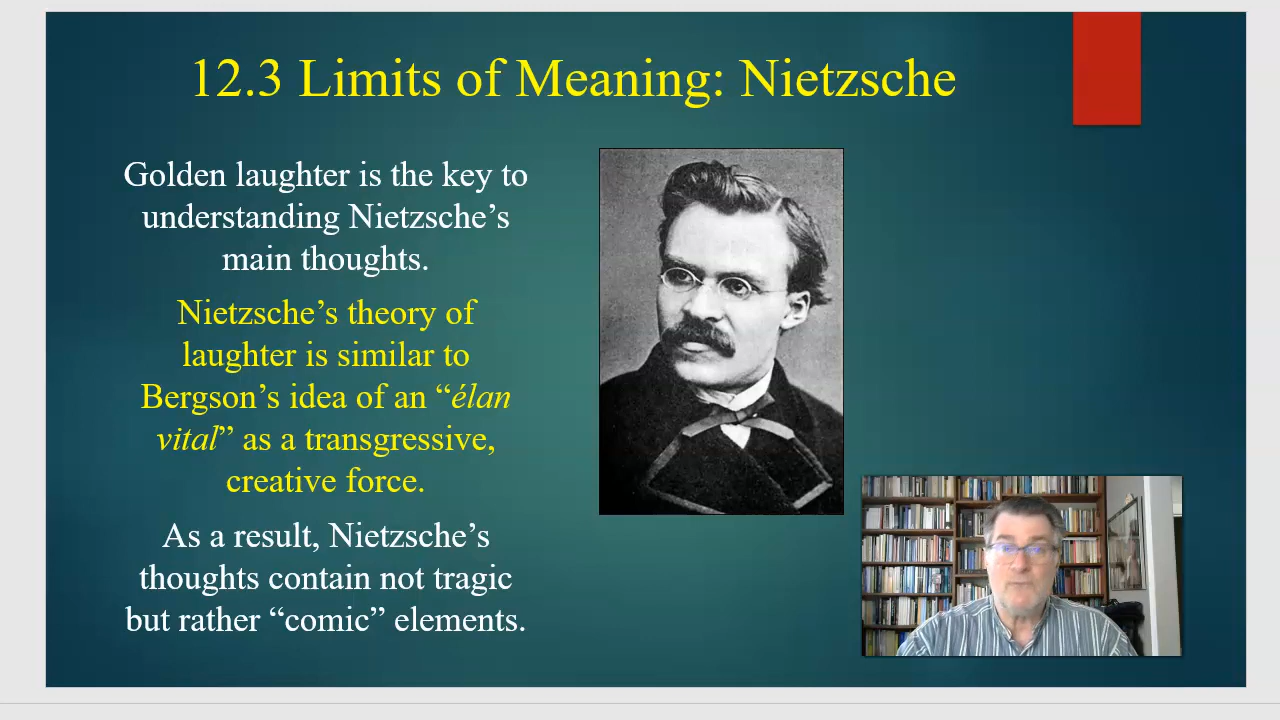 12.3 Limits of Meaning: Nietzsche
Golden laughter is the key to
understanding Nietzsche’s
main thoughts.
Nietzsche’s theory of
laughter is similar to
Bergson’s idea of an “élan
vital” as a transgressive,
creative force.
As a result, Nietzsche’s
thoughts contain not tragic
but rather “comic” elements.